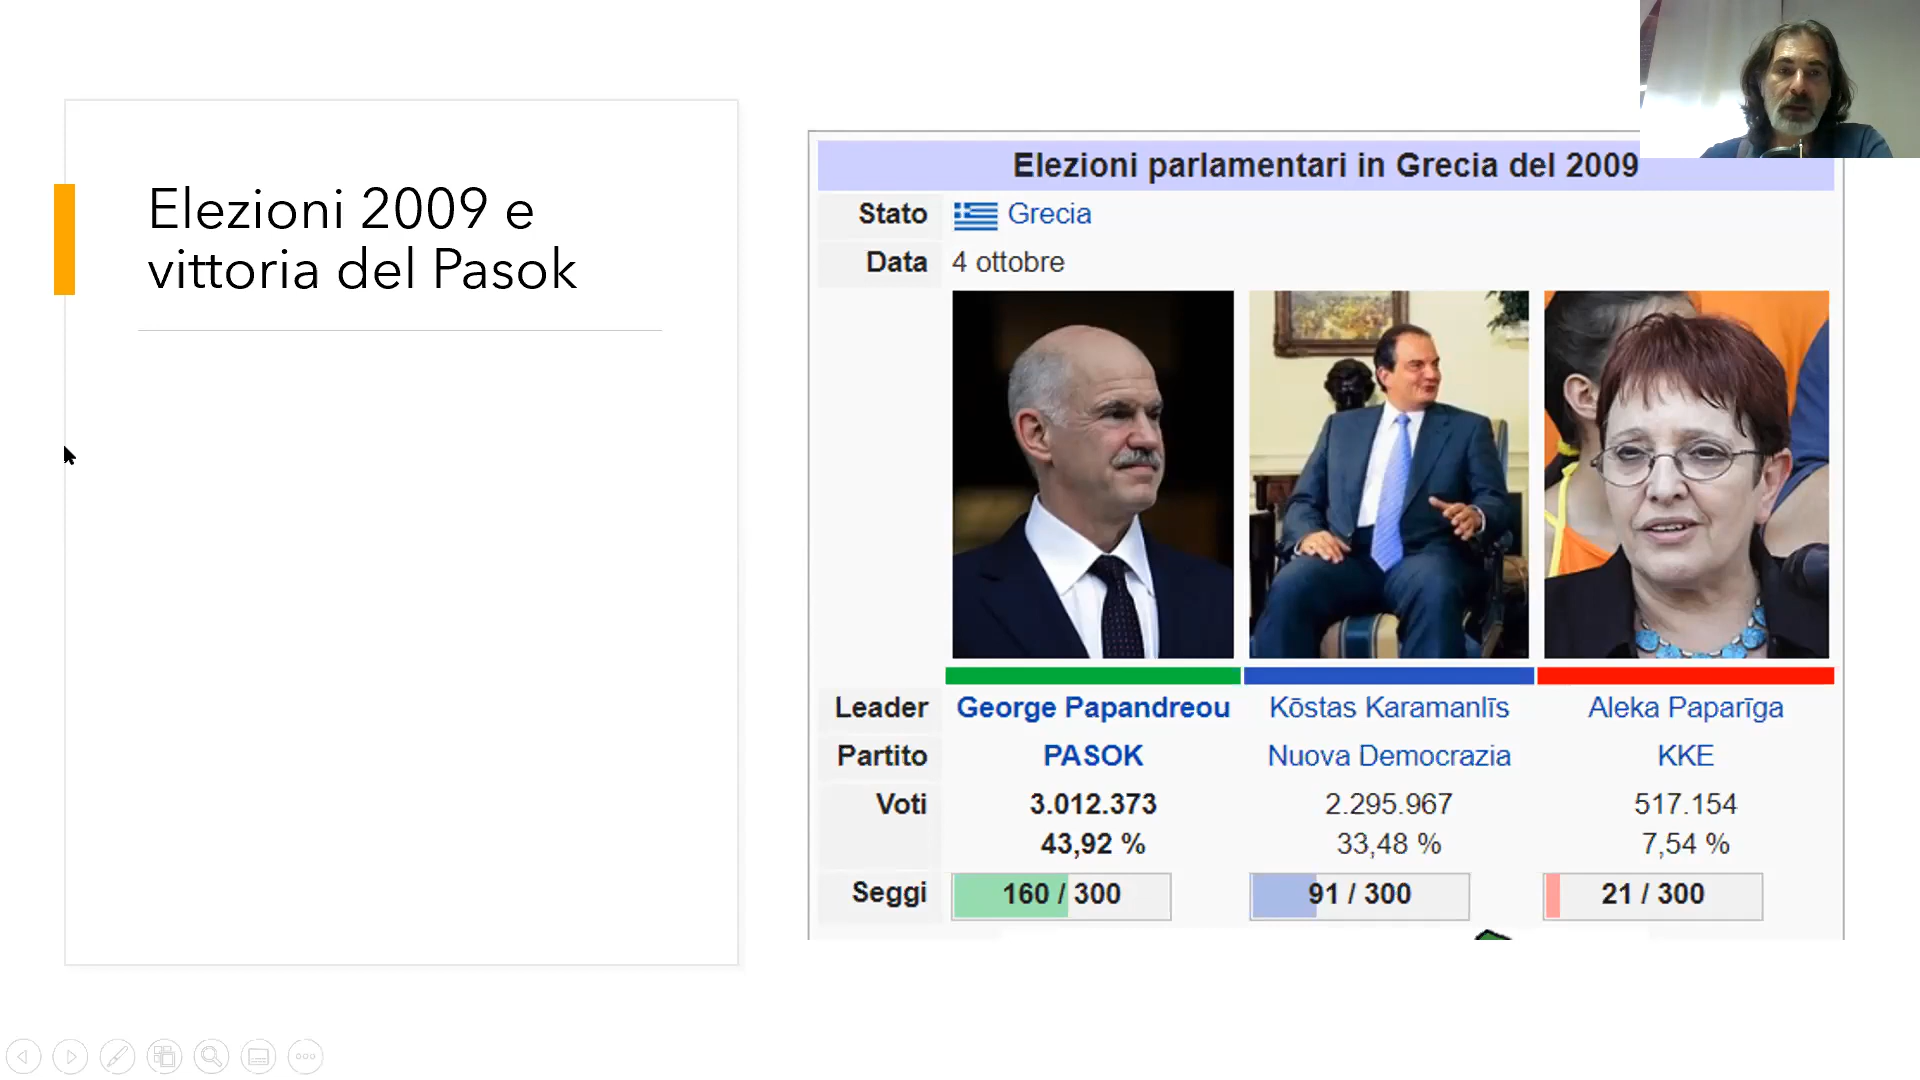 Elezioni 2009 e
vittoria del Pasok
Elezioni parlamentari in Grecia del 2009
Stato Grecia
Data 4 ottobre
Leader George Papandreou Kōstas Karamanlīs Aleka Paparīga
Partito PASOK Nuova Democrazia KKE
Voti 3.012.373 2.295.967 517.154
43,92 % 33,48 % 7,54 %
Seggi 160 / 300 91 / 300 21 / 300